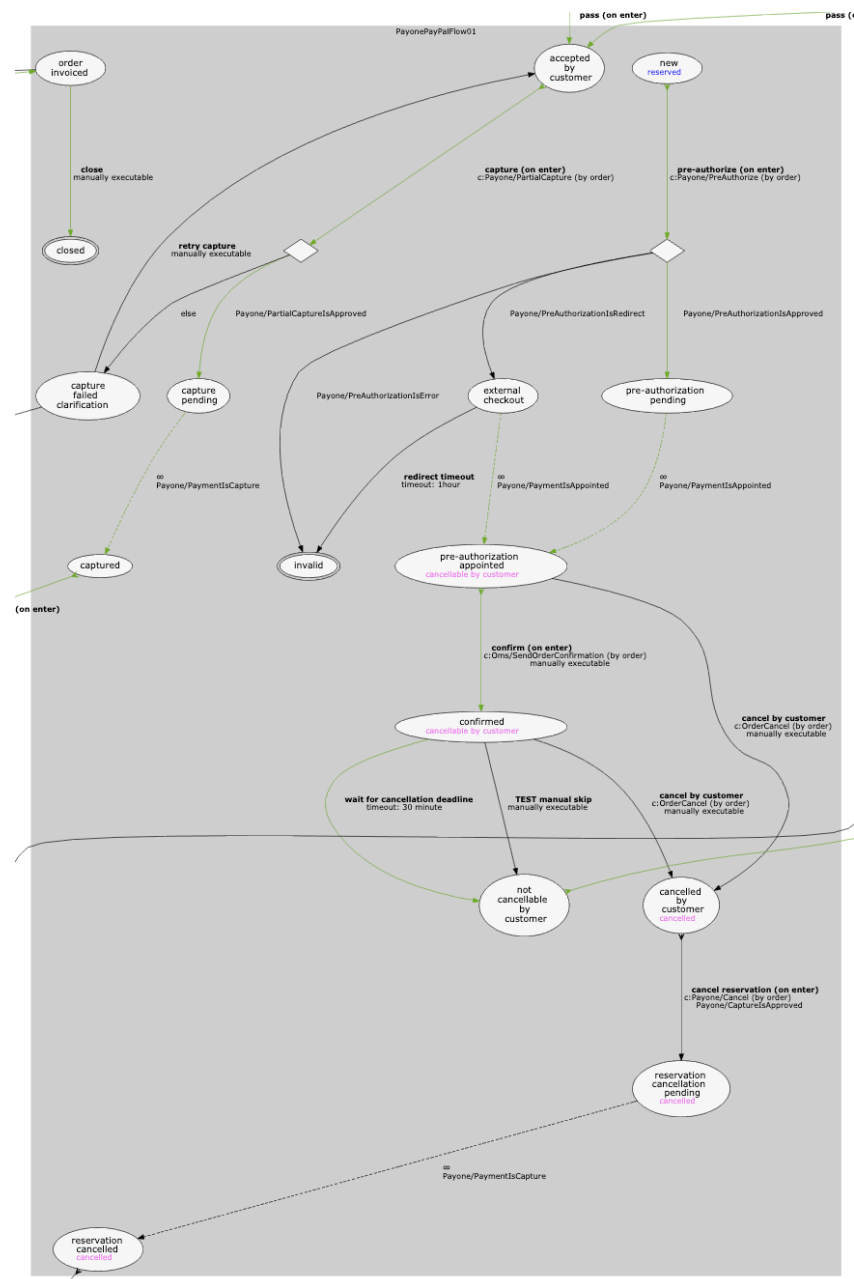 pass (on enter)
pass (
PayonePayPalFlow01
order
invoiced
accepted
by
customer
new
reserved
close
manually executable
capture (on enter)
c:Payone/PartialCapture (by order)
pre-authorize (on enter)
c:Payone/PreAuthorize (by order)
closed
retry capture
manually executable
else
Payone/PartialCaptureIsApproved
Payone/PreAuthorizationIsRedirect
Payone/PreAuthorizationIsApproved
capture
failed
clarification
capture
pending
Payone/PreAuthorizationIsError
external
checkout
pre-authorization
pending
∞
Payone/PaymentIsCapture
redirect timeout
timeout: 1hour
∞
Payone/PaymentIsAppointed
∞
Payone/PaymentIsAppointed
captured
invalid
pre-authorization
appointed
cancellable by customer
(on enter)
confirm (on enter)
c:Oms/SendOrderConfirmation (by order)
manually executable
confirmed
cancellable by customer
cancel by customer
c:OrderCancel (by order)
manually executable
wait for cancellation deadline
timeout: 30 minute
TEST manual skip
manually executable
cancel by customer
c:OrderCancel (by order)
manually executable
not
cancellable
by
customer
cancelled
by
customer
cancelled
cancel reservation (on enter)
c:Payone/Cancel (by order)
Payone/CaptureIsApproved
reservation
cancellation
pending
cancelled
∞
Payone/PaymentIsCapture
reservation
cancelled
cancelled